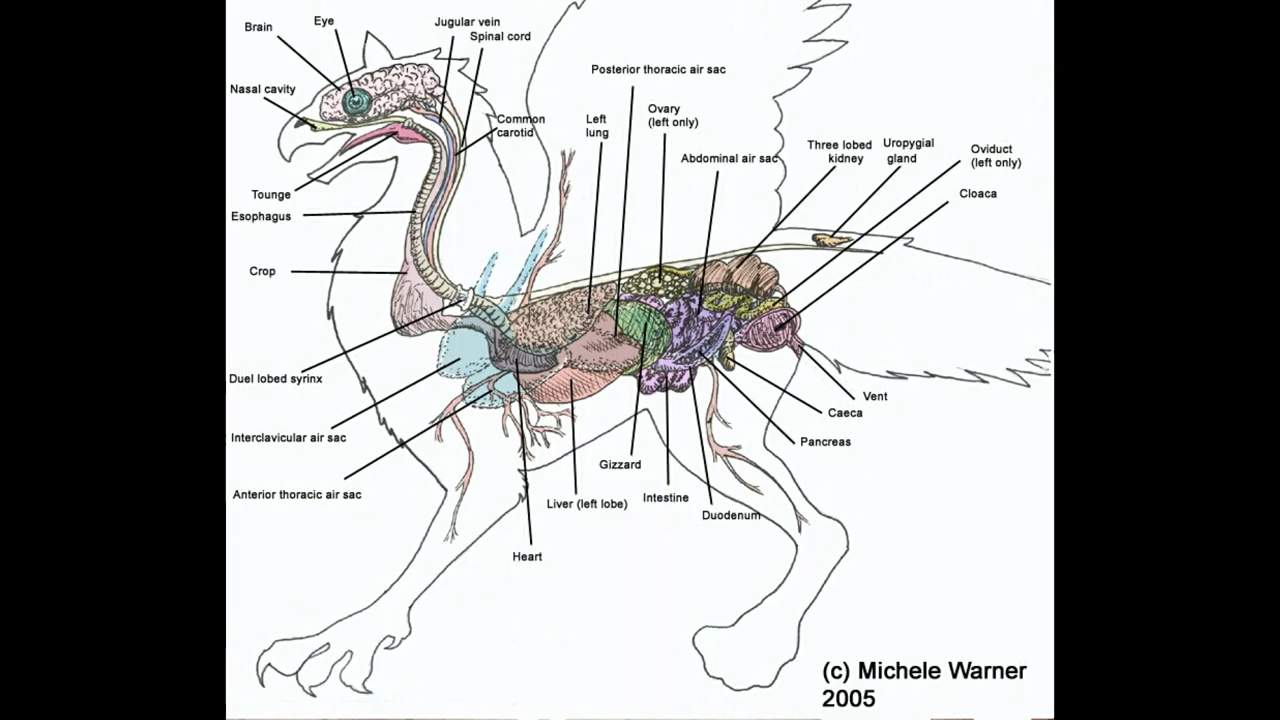 Brain
Eye
Jugular vein
Spinal cord
Nasal cavity
Posterior thoracic air sac
Common
carotid
Left
lung
Ovary
(left only)
Abdominal air sac
Three lobed
kidney
Uropygial
gland
Oviduct
(left only)
Cloaca
Tounge
Esophagus
Crop
Duel lobed syrinx
Interclavicular air sac
Anterior thoracic air sac
Heart
Liver (left lobe)
Gizzard
Intestine
Duodenum
Pancreas
Caeca
Vent
(c) Michele Warner
2005